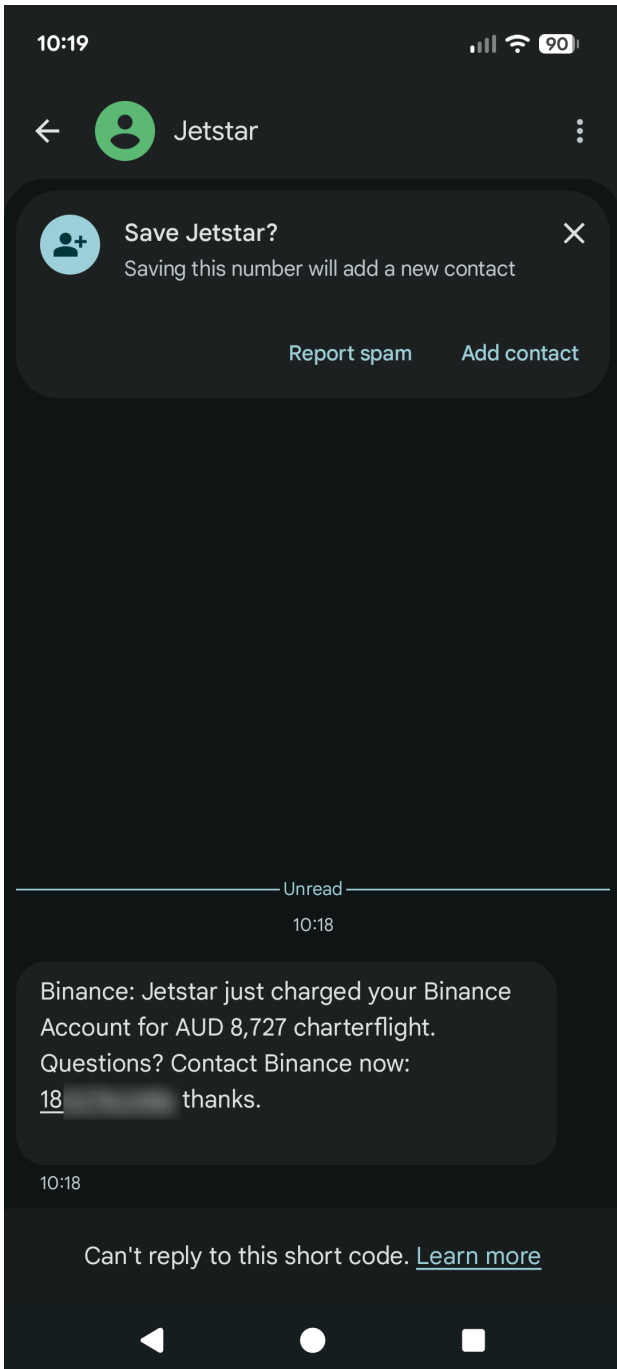 10:19
90
Jetstar
Save Jetstar?
Saving this number will add a new contact
Report spam
Add contact
Unread
10:18
Binance: Jetstar just charged your Binance
Account for AUD 8,727 charterflight.
Questions? Contact Binance now:
18 thanks.
10:18
Can't reply to this short code. Learn more